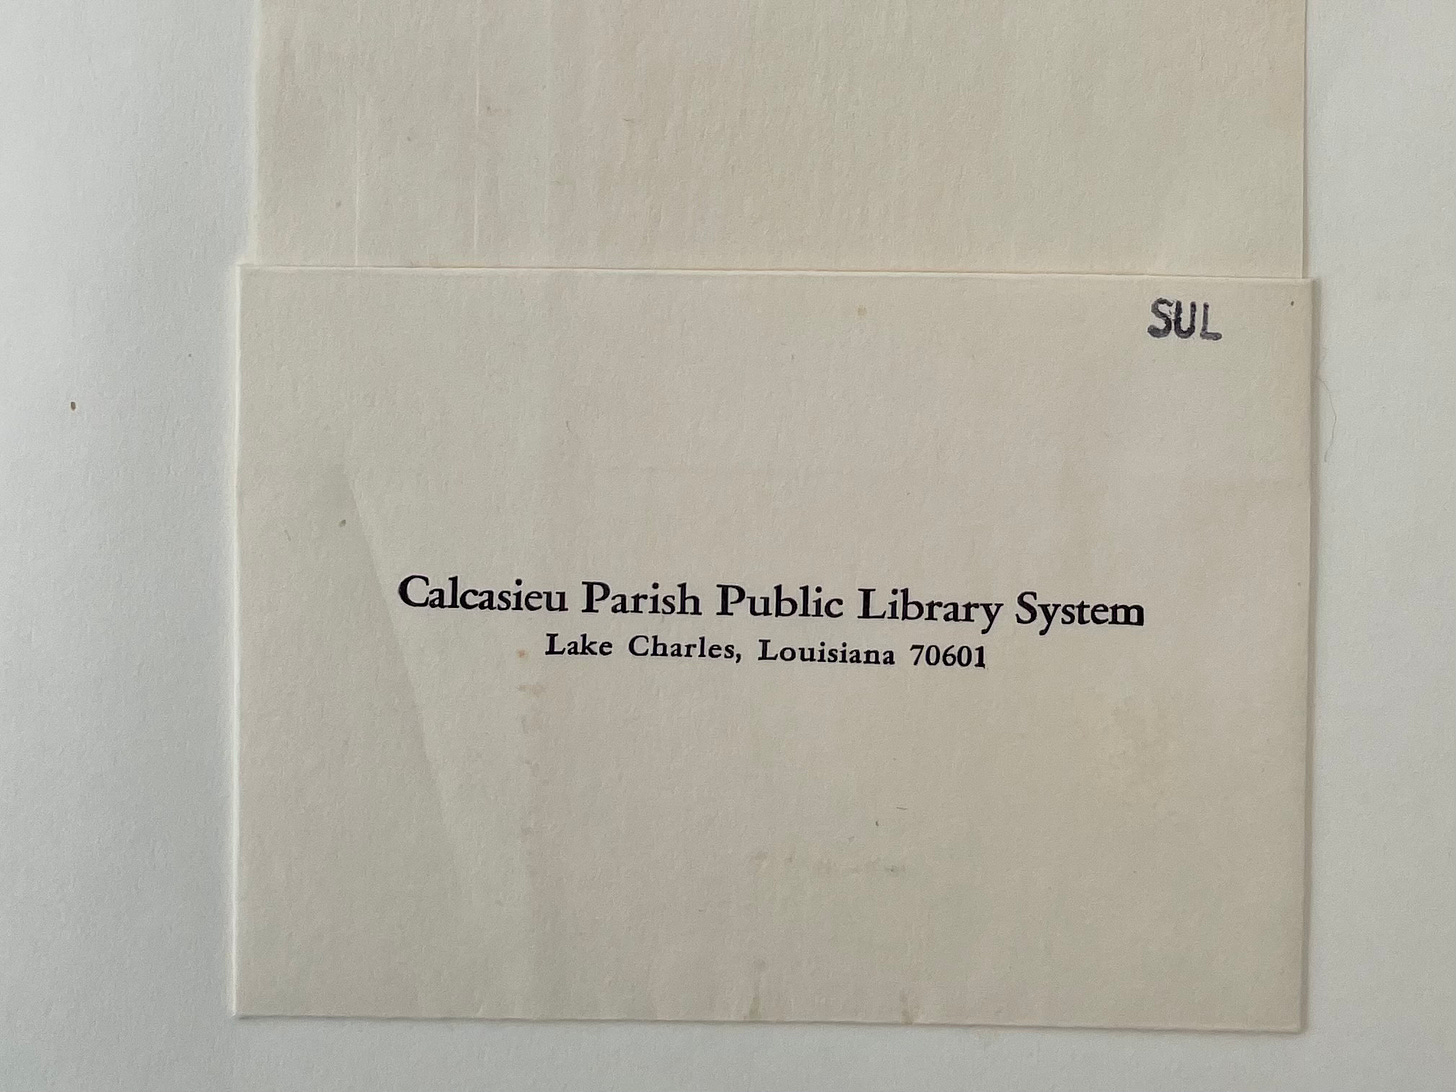 SUL
Calcasieu Parish Public Library System
Lake Charles, Louisiana 70601